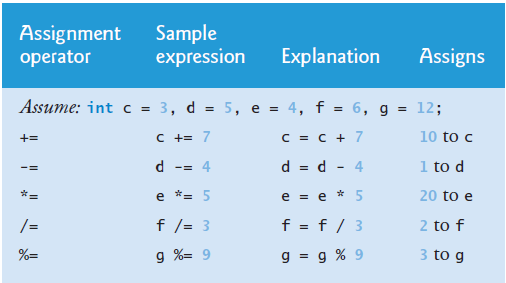 Assignment operator Sample expression Explanation Assigns
Assume: int c = 3, d = 5, e = 4, f = 6, g = 12;
+= c += 7 c = c + 7 10 to c
-= d -= 4 d = d - 4 1 to d
*= e *= 5 e = e * 5 20 to e
/= f /= 3 f = f / 3 2 to f
%= g %= 9 g = g % 9 3 to g